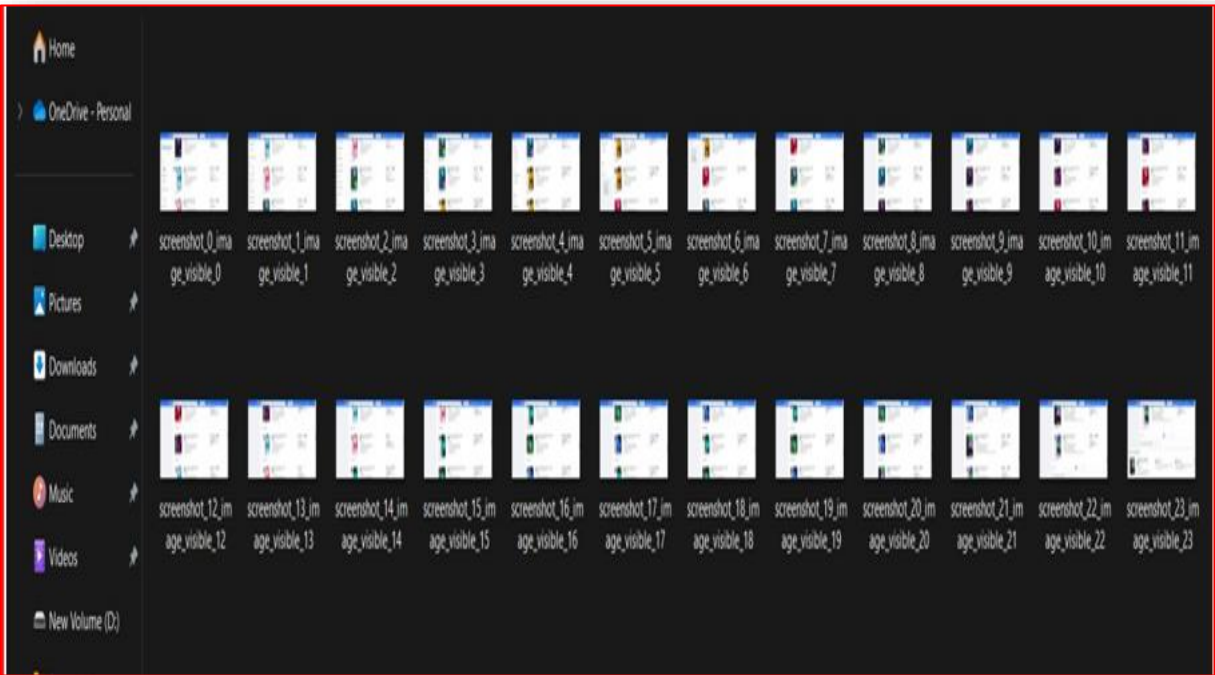 Home
OneDrive - Personal
Desktop
Pictures
Downloads
Documents
Music
Videos
New Volume (D:)
screenshot_0_ima
ge_visible_0
screenshot_1_ima
ge_visible_1
screenshot_2_ima
ge_visible_2
screenshot_3_ima
ge_visible_3
screenshot_4_ima
ge_visible_4
screenshot_5_ima
ge_visible_5
screenshot_6_ima
ge_visible_6
screenshot_7_ima
ge_visible_7
screenshot_8_ima
ge_visible_8
screenshot_9_ima
ge_visible_9
screenshot_10_im
age_visible_10
screenshot_11_im
age_visible_11
screenshot_12_im
age_visible_12
screenshot_13_im
age_visible_13
screenshot_14_im
age_visible_14
screenshot_15_im
age_visible_15
screenshot_16_im
age_visible_16
screenshot_17_im
age_visible_17
screenshot_18_im
age_visible_18
screenshot_19_im
age_visible_19
screenshot_20_im
age_visible_20
screenshot_21_im
age_visible_21
screenshot_22_im
age_visible_22
screenshot_23_im
age_visible_23